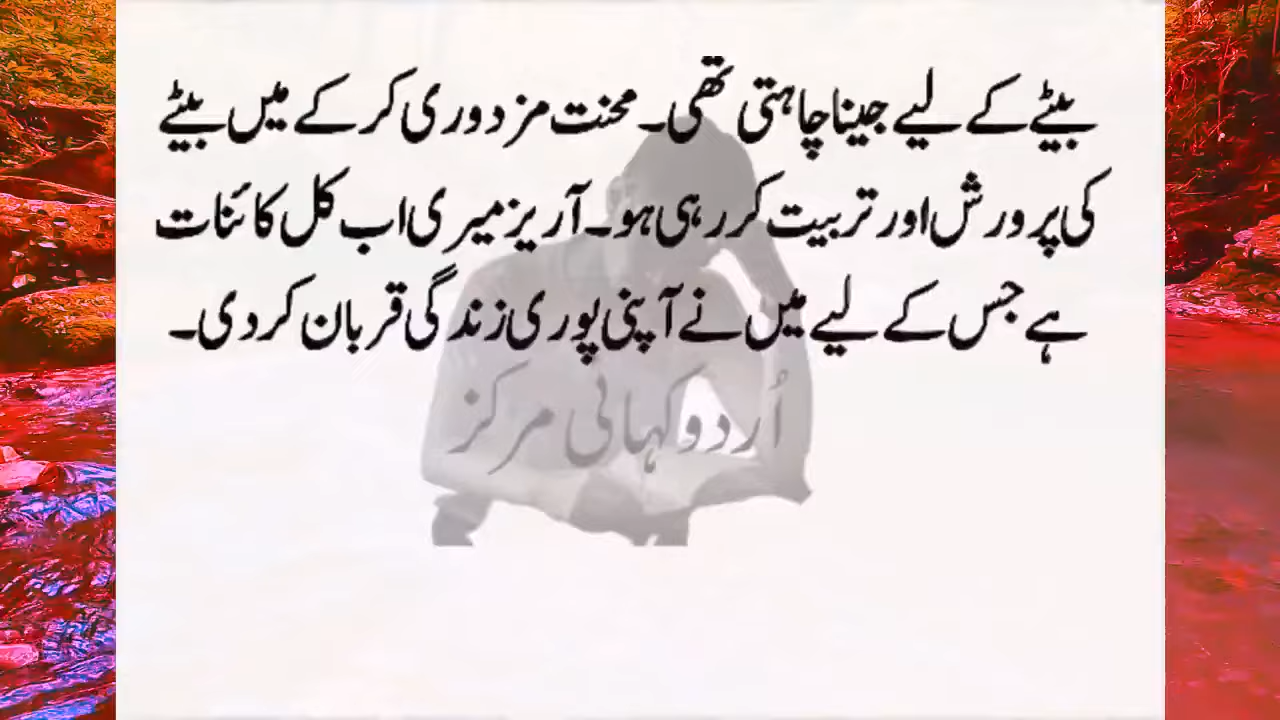 بیٹے کے لیے جینا چاہتی تھی۔ محنت مزدوری کر کے میں بیٹے
کی پرورش اور تربیت کر رہی ہو۔ آریز میری اب کل کائنات
ہے جس کے لیے میں نے آپنی پوری زندگی قربان کر دی۔
اُردو کہانی مرکز